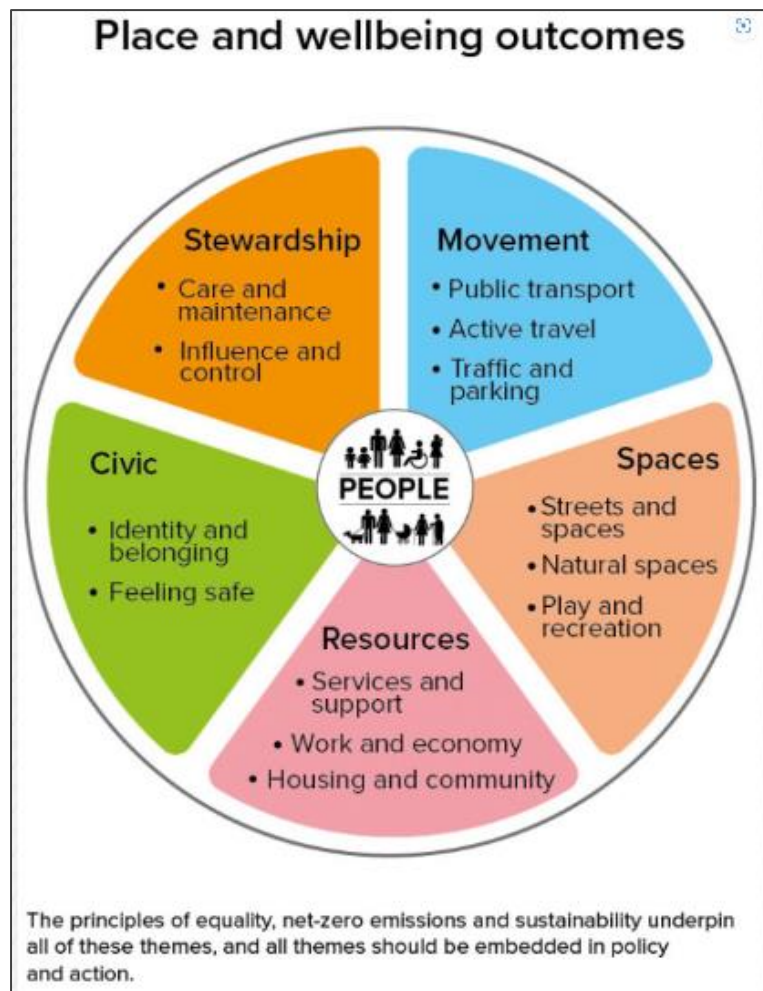 Place and wellbeing outcomes
Stewardship
• Care and
maintenance
• Influence and
control
Movement
• Public transport
• Active travel
• Traffic and
parking
Civic
• Identity and
belonging
• Feeling safe
PEOPLE
Spaces
• Streets and
spaces
• Natural spaces
• Play and
recreation
Resources
• Services and
support
• Work and economy
• Housing and community
The principles of equality, net-zero emissions and sustainability underpin
all of these themes, and all themes should be embedded in policy
and action.